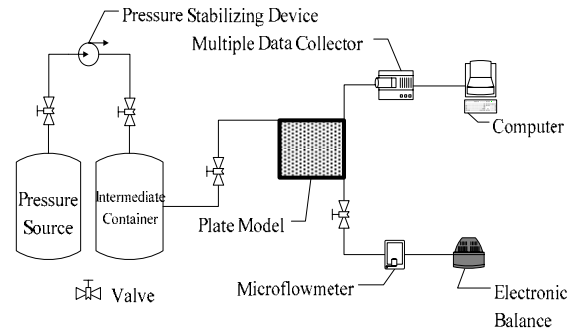 Pressure Stabilizing Device
Multiple Data Collector
Computer
Pressure
Source
Intermediate
Container
Plate Model
Valve
Microflowmeter
Electronic
Balance